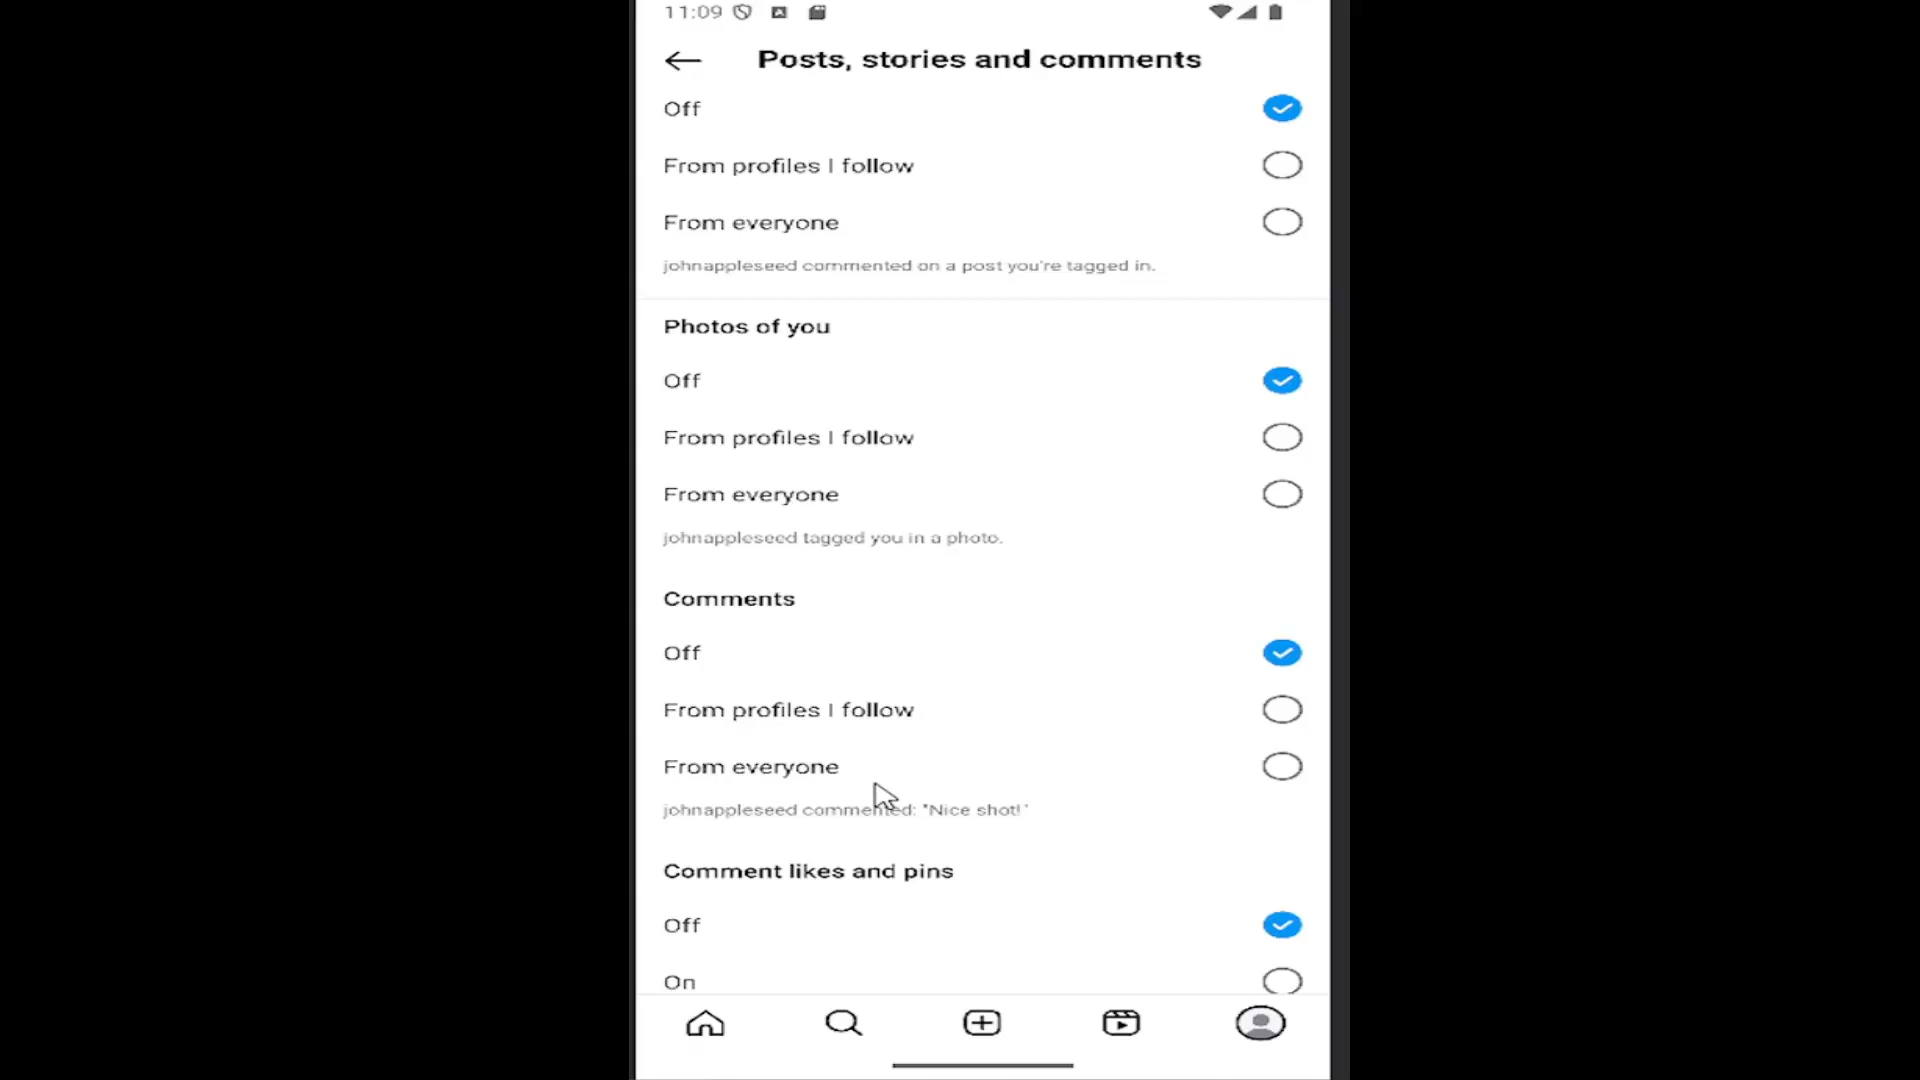 11:09
Posts, stories and comments
Off
From profiles I follow
From everyone
johnappleseed commented on a post you're tagged in.
Photos of you
Off
From profiles I follow
From everyone
johnappleseed tagged you in a photo.
Comments
Off
From profiles I follow
From everyone
johnappleseed commented: "Nice shot!"
Comment likes and pins
Off
On